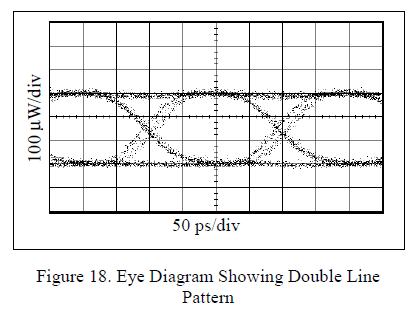 100 μW/div
50 ps/div
Figure 18. Eye Diagram Showing Double Line
Pattern